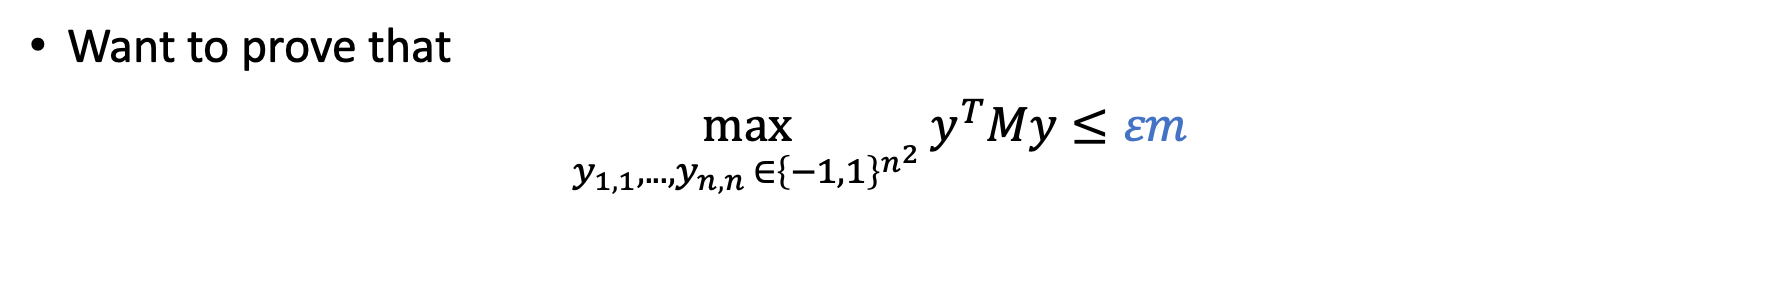 • Want to prove that
max y^T My ≤ εm
y_{1,1},...,y_{n,n} ∈{−1,1}^{n^2}